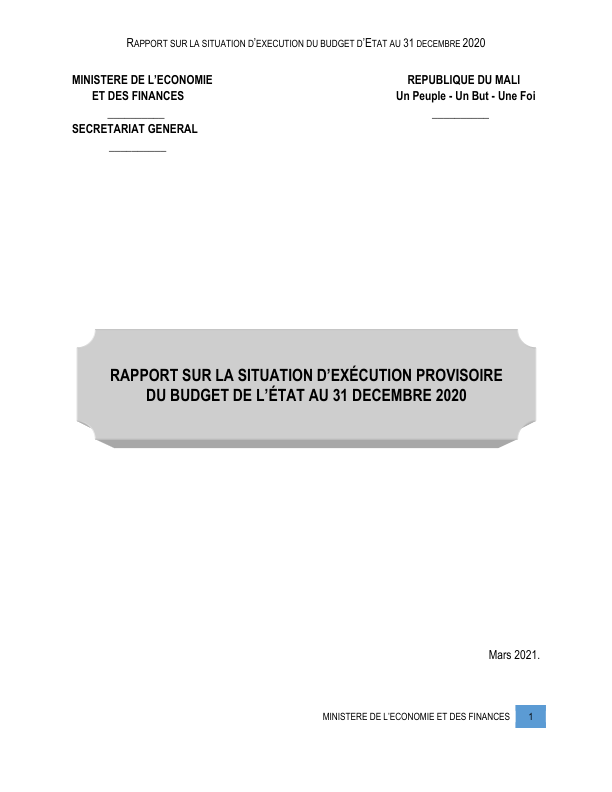 RAPPORT SUR LA SITUATION D'EXECUTION DU BUDGET D'ETAT AU 31 DECEMBRE 2020
MINISTERE DE L'ECONOMIE
ET DES FINANCES
__________
SECRETARIAT GENERAL
__________
REPUBLIQUE DU MALI
Un Peuple - Un But - Une Foi
__________
RAPPORT SUR LA SITUATION D'EXÉCUTION PROVISOIRE
DU BUDGET DE L'ÉTAT AU 31 DECEMBRE 2020
Mars 2021.
MINISTERE DE L'ECONOMIE ET DES FINANCES 1